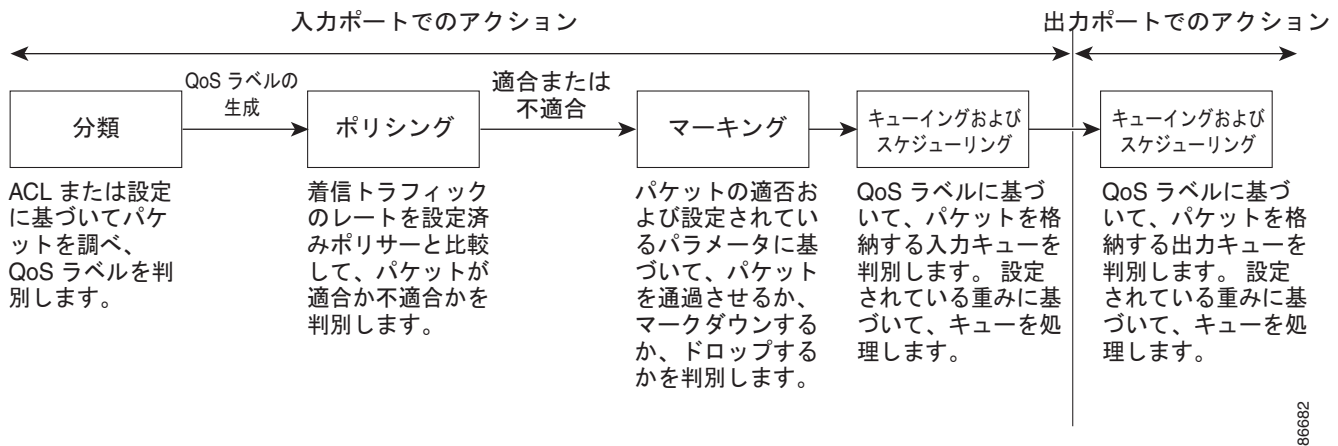 入力ポートでのアクション
出力ポートでのアクション
分類
QoS ラベルの
生成
ポリシング
適合または
不適合
マーキング
キューイングおよび
スケジューリング
キューイングおよび
スケジューリング
ACL または設定
に基づいてパケ
ットを調べ、
QoS ラベルを判
別します。
着信トラフィック
のレートを設定済
みポリサーと比較
して、パケットが
適合か不適合かを
判別します。
パケットの適否お
よび設定されてい
るパラメータに基
づいて、パケット
を通過させるか、
マークダウンする
か、ドロップする
かを判別します。
QoS ラベルに基づ
いて、パケットを格
納する入力キューを
判別します。 設定
されている重みに基
づいて、キューを処
理します。
QoS ラベルに基づ
いて、パケットを格
納する出力キューを
判別します。 設定
されている重みに基
づいて、キューを処
理します。
86682